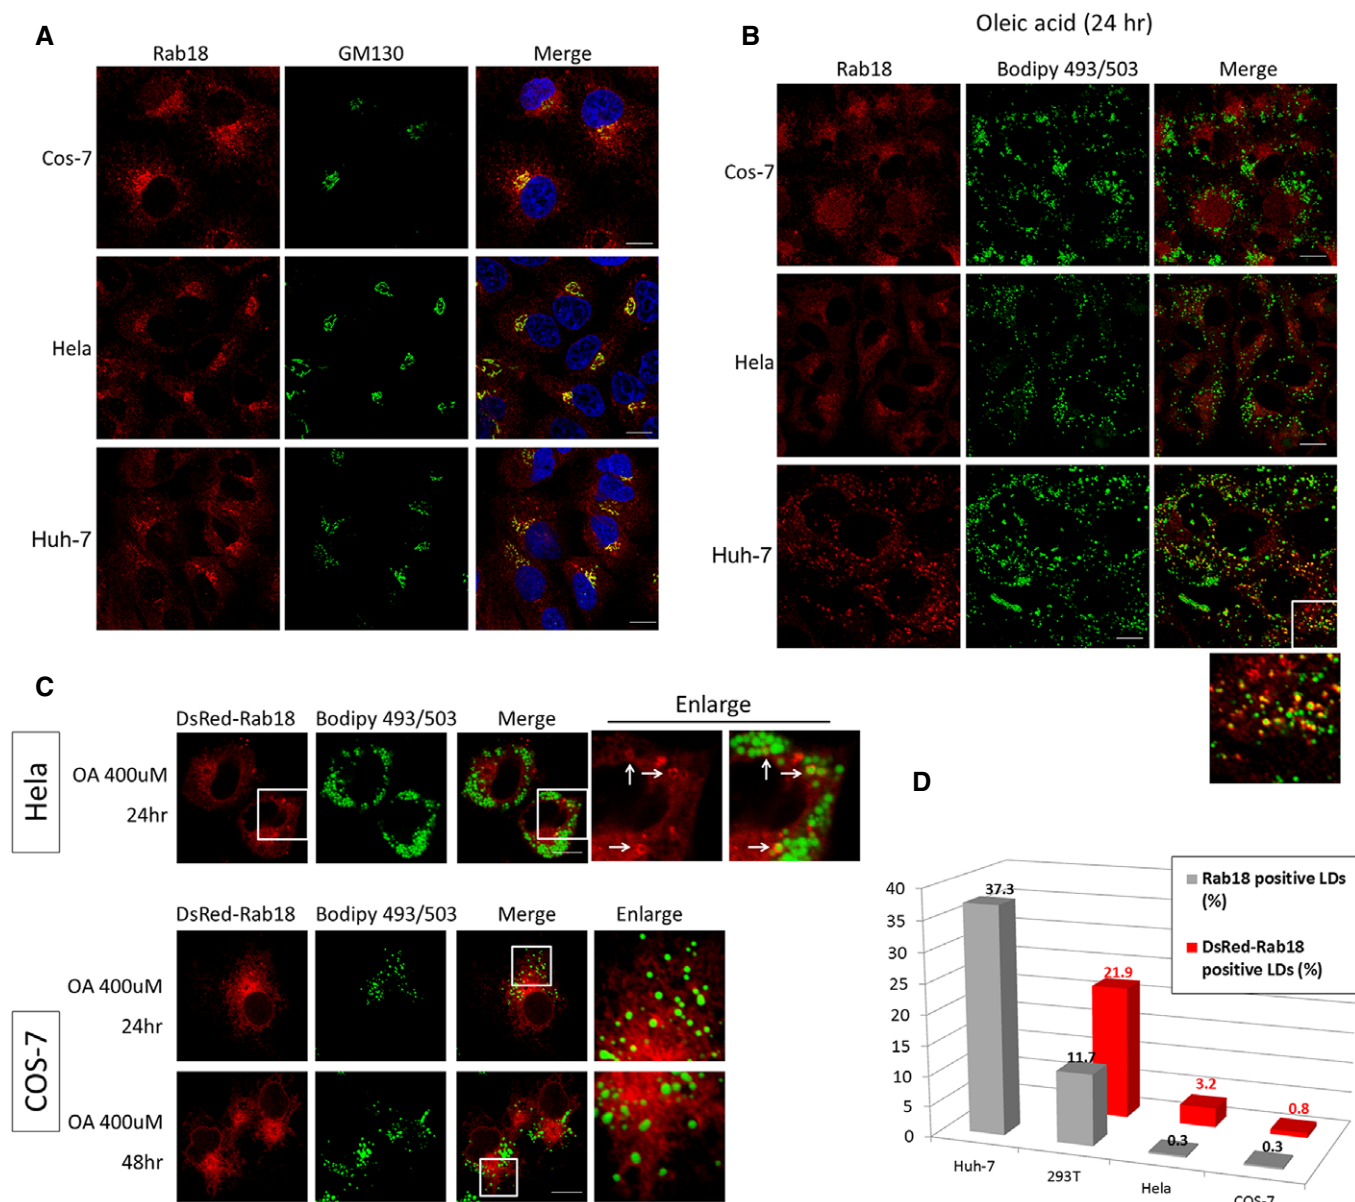 A
Rab18 GM130 Merge
Cos-7
Hela
Huh-7
B
Oleic acid (24 hr)
Rab18 Bodipy 493/503 Merge
Cos-7
Hela
Huh-7
C
Hela
DsRed-Rab18 Bodipy 493/503 Merge Enlarge
OA 400uM
24hr
COS-7
DsRed-Rab18 Bodipy 493/503 Merge Enlarge
OA 400uM
24hr
OA 400uM
48hr
D
Rab18 positive LDs
(%)
DsRed-Rab18
positive LDs (%)
40
35
30
25
20
15
10
5
0
37.3
11.7
21.9
0.3
3.2
0.3
0.8
Huh-7
293T
Hela
COS-7